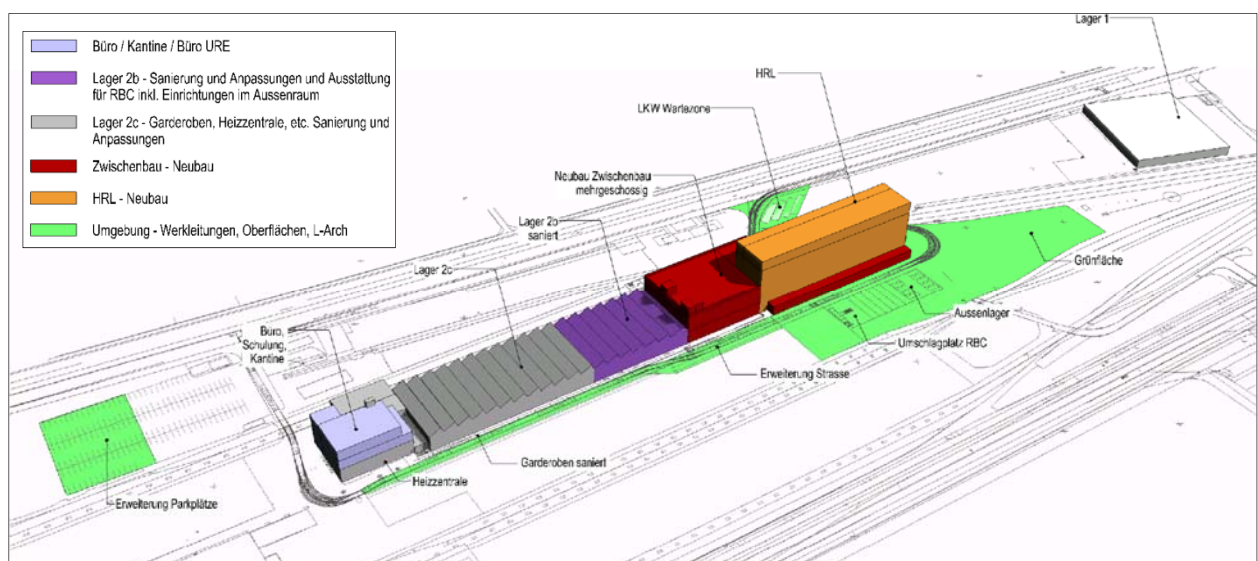 Büro / Kantine / Büro URE
Lager 2b - Sanierung und Anpassungen und Ausstattung
für RBC inkl. Einrichtungen im Aussenraum
Lager 2c - Garderoben, Heizzentrale, etc. Sanierung und
Anpassungen
Zwischenbau - Neubau
HRL - Neubau
Umgebung - Werkleitungen, Oberflächen, L-Arch
Lager 1
HRL
LKW Wartezone
Neubau Zwischenbau
mehrgeschossig
Lager 2b
saniert
Lager 2c
Büro,
Schulung,
Kantine
Grünfläche
Aussenlager
Umschlagplatz RBC
Erweiterung Strasse
Garderoben saniert
Heizzentrale
Erweiterung Parkplätze